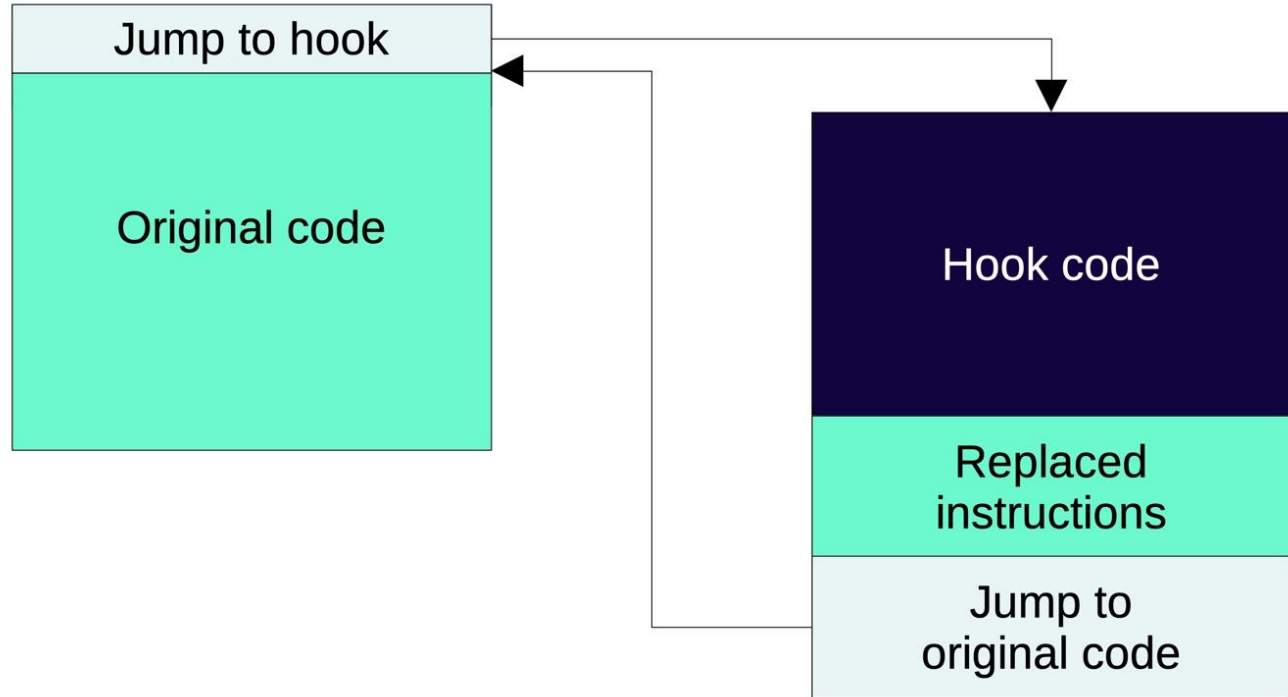 Jump to hook
Original code
Hook code
Replaced
instructions
Jump to
original code